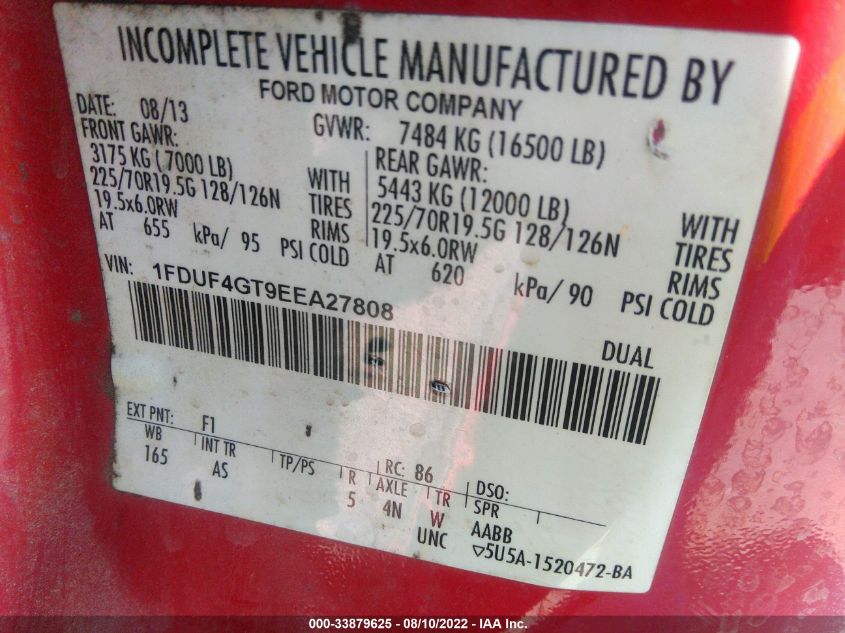 INCOMPLETE VEHICLE MANUFACTURED BY
FORD MOTOR COMPANY
DATE: 08/13 GVWR: 7484 KG (16500 LB)
FRONT GAWR: REAR GAWR:
3175 KG ( 7000 LB) WITH 5443 KG (12000 LB) WITH
225/70R19.5G 128/126N TIRES 225/70R19.5G 128/126N TIRES
19.5x6.0RW RIMS 19.5x6.0RW RIMS
AT 655 kPa/ 95 PSI COLD AT 620 kPa/ 90 PSI COLD
VIN: 1FDUF4GT9EEA27808
DUAL
EXT PNT: F1 RC: 86 DSO:
WB INT TR TP/PS R AXLE TR SPR
165 AS 5 4N W AABB
UNC ▽5U5A-1520472-BA
000-33879625 - 08/10/2022 - IAA Inc.